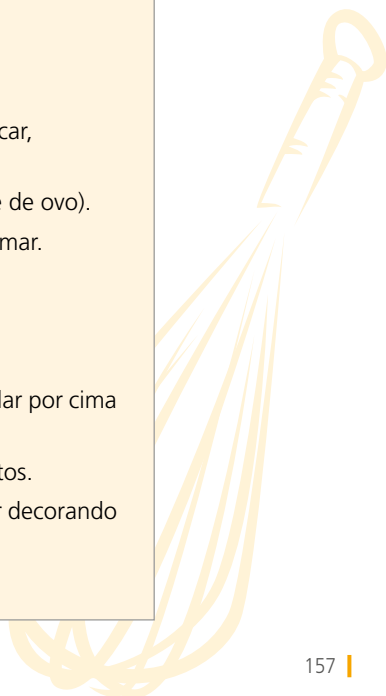 car,
e de ovo).
mar.
lar por cima
tos.
r decorando
157